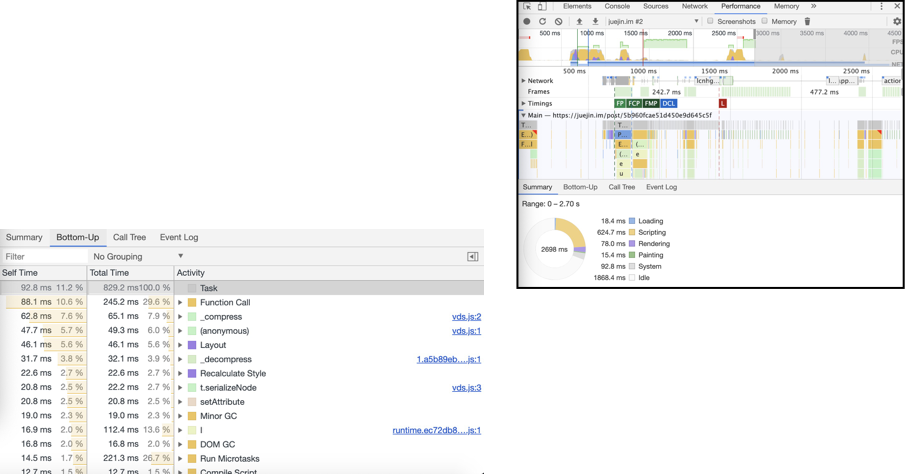 Elements Console Sources Network Performance Memory
juejin.im #2 Screenshots Memory
500 ms 1000 ms 1500 ms 2000 ms 2500 ms 3000 ms 3500 ms 4000 ms 4500
FPS
CPU
NET
500 ms 1000 ms 1500 ms 2000 ms 2500 ms
Network lcnhg... l... ...pp... action
Frames 242.7 ms 477.2 ms
Timings FP FCP FMP DCL L
Main — https://juejin.im/post/5b960fcae51d450e9d645c5f
T... T...
E...) P...
F...( E...
(... (...
e e
u
Summary Bottom-Up Call Tree Event Log
Range: 0 – 2.70 s
2698 ms
18.4 ms Loading
624.7 ms Scripting
78.0 ms Rendering
15.4 ms Painting
92.8 ms System
1868.4 ms Idle
Summary Bottom-Up Call Tree Event Log
Filter No Grouping
Self Time Total Time Activity
92.8 ms 11.2 % 829.2 ms 100.0 % Task
88.1 ms 10.6 % 245.2 ms 29.6 % Function Call
62.8 ms 7.6 % 65.1 ms 7.9 % _compress vds.js:2
47.7 ms 5.7 % 49.3 ms 6.0 % (anonymous) vds.js:1
46.1 ms 5.6 % 46.1 ms 5.6 % Layout
31.7 ms 3.8 % 32.1 ms 3.9 % _decompress 1.a5b89eb....js:1
22.6 ms 2.7 % 22.6 ms 2.7 % Recalculate Style
20.8 ms 2.5 % 22.2 ms 2.7 % t.serializeNode vds.js:3
20.8 ms 2.5 % 20.8 ms 2.5 % setAttribute
19.0 ms 2.3 % 19.0 ms 2.3 % Minor GC
16.9 ms 2.0 % 112.4 ms 13.6 % l runtime.ec72db8....js:1
16.8 ms 2.0 % 16.8 ms 2.0 % DOM GC
14.5 ms 1.7 % 221.3 ms 26.7 % Run Microtasks
12.7 ms 1.5 % 12.7 ms 1.5 % Compile Script